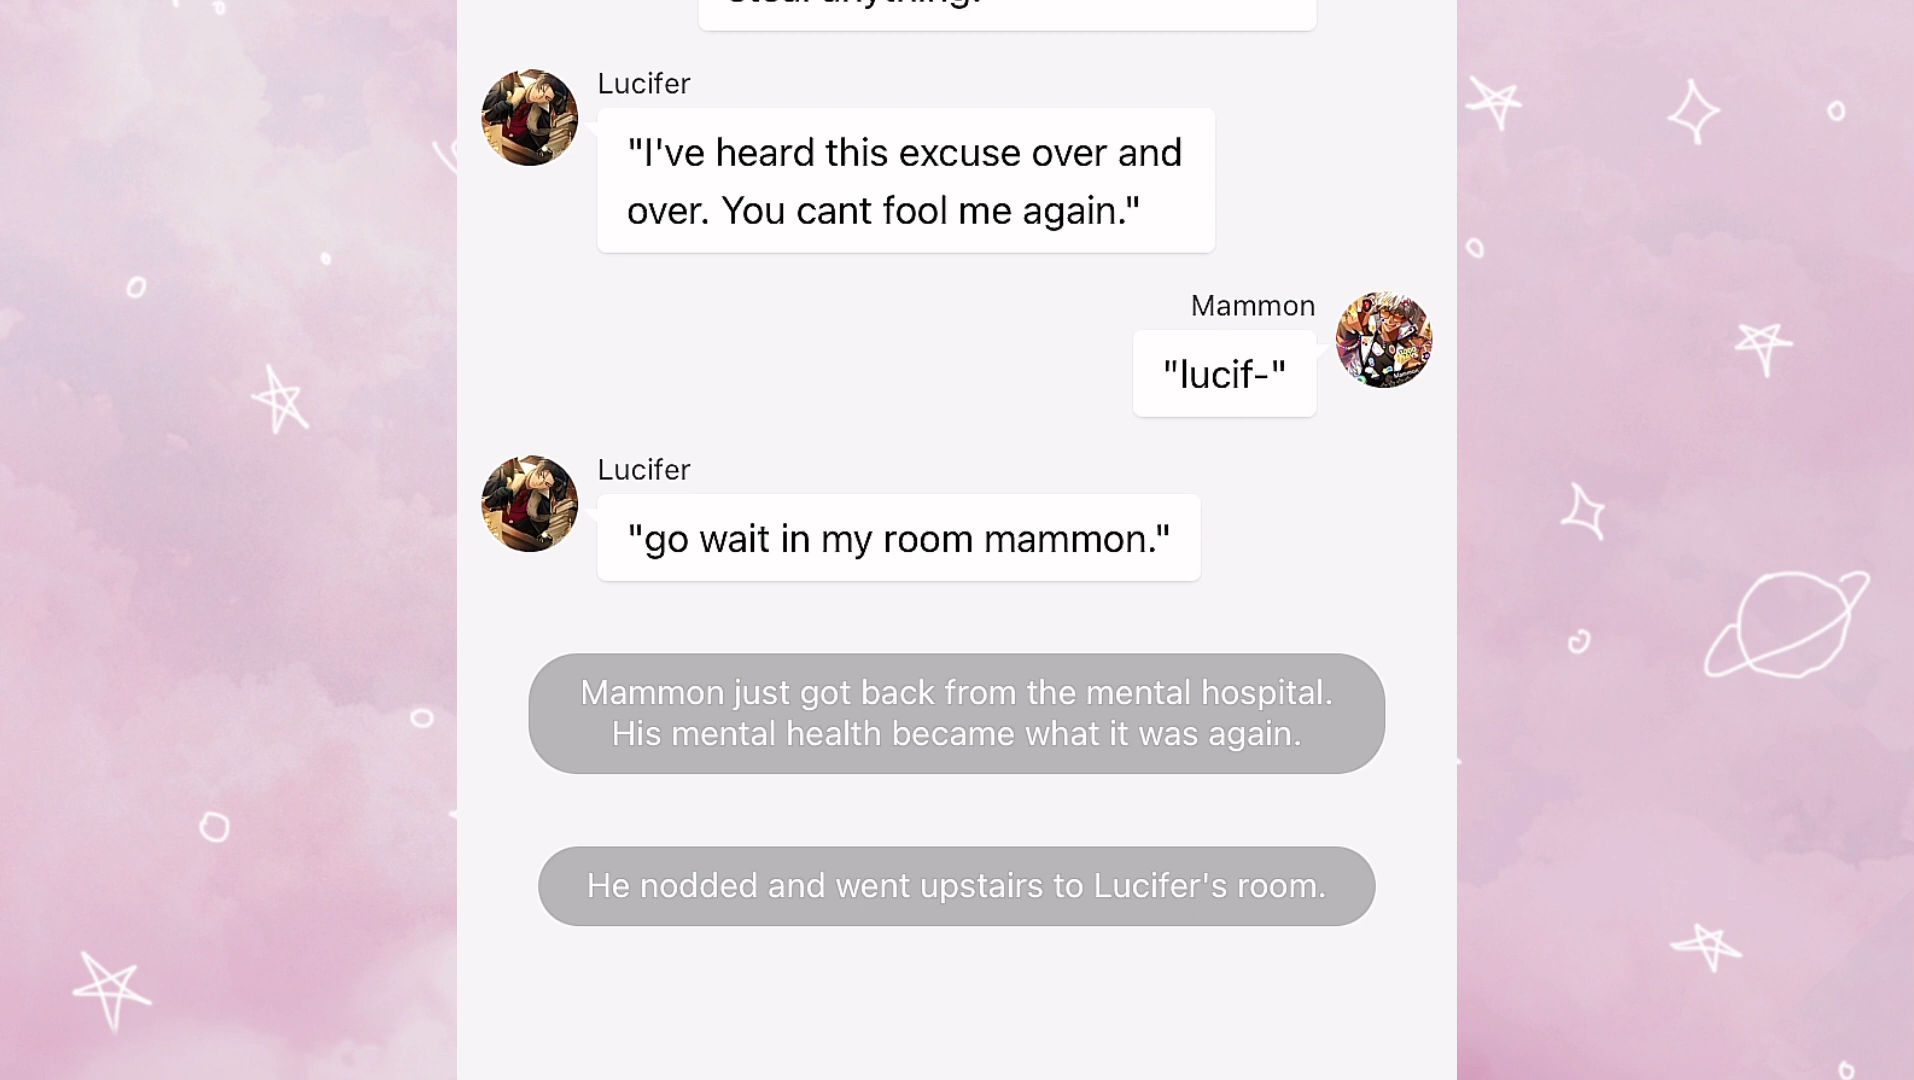 steal anything."
Lucifer
"I've heard this excuse over and
over. You cant fool me again."
Mammon
"lucif-"
Lucifer
"go wait in my room mammon."
Mammon just got back from the mental hospital.
His mental health became what it was again.
He nodded and went upstairs to Lucifer's room.